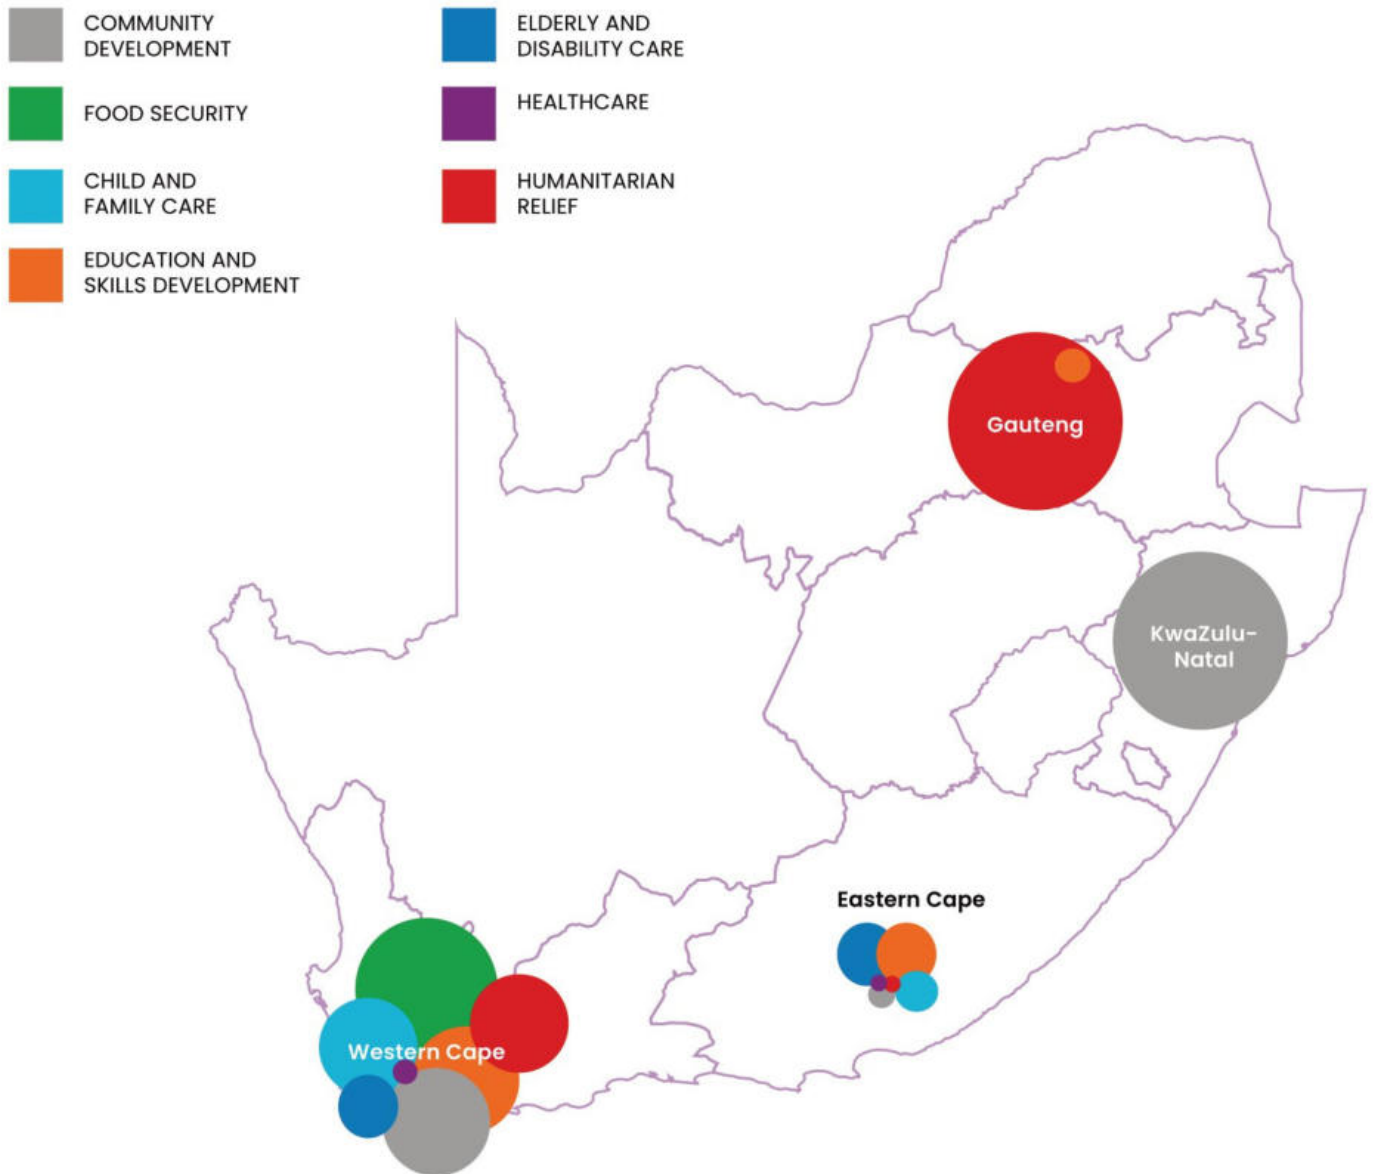 COMMUNITY
DEVELOPMENT
FOOD SECURITY
CHILD AND
FAMILY CARE
EDUCATION AND
SKILLS DEVELOPMENT
ELDERLY AND
DISABILITY CARE
HEALTHCARE
HUMANITARIAN
RELIEF
Gauteng
KwaZulu-
Natal
Eastern Cape
Western Cape